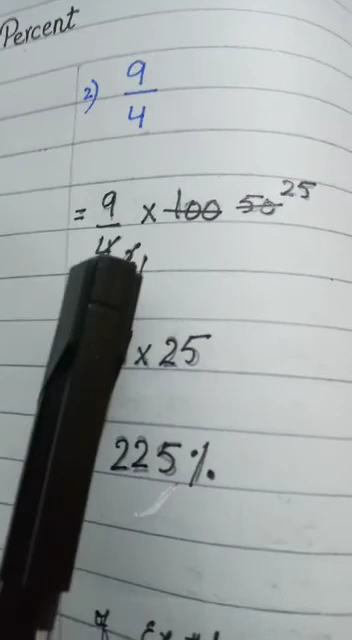 Percent
2) 9/4
= 9/4 × 100 50 25
× 25
225%